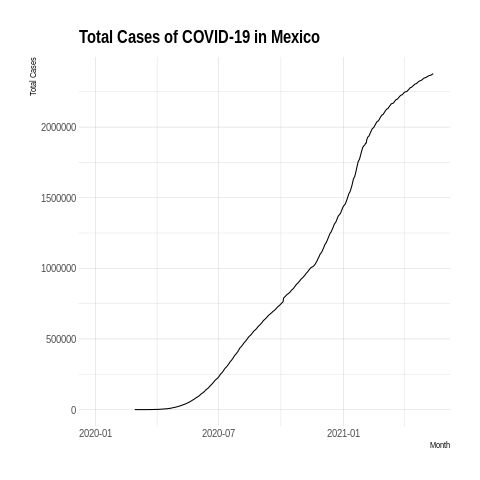 Total Cases of COVID-19 in Mexico
Total Cases
2000000
1500000
1000000
500000
0
2020-01 2020-07 2021-01
Month